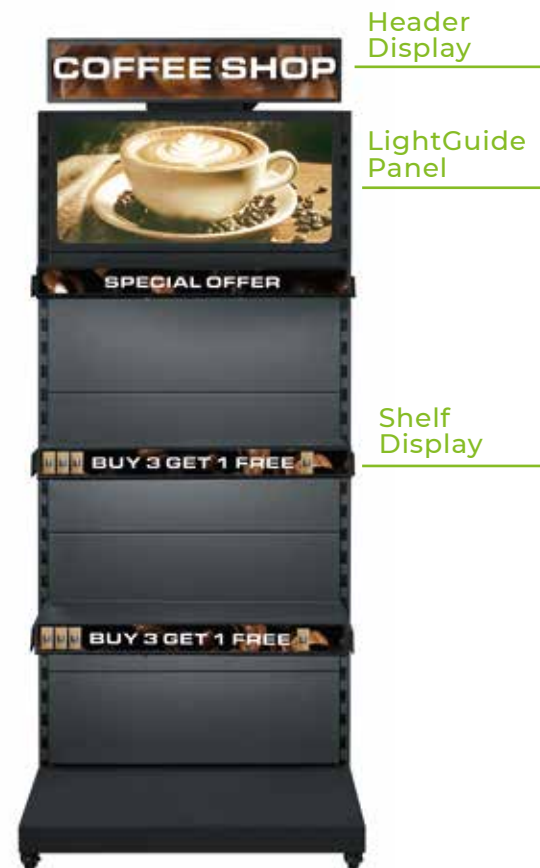 Header
Display
COFFEE SHOP
LightGuide
Panel
SPECIAL OFFER
Shelf
Display
BUY 3 GET 1 FREE
BUY 3 GET 1 FREE